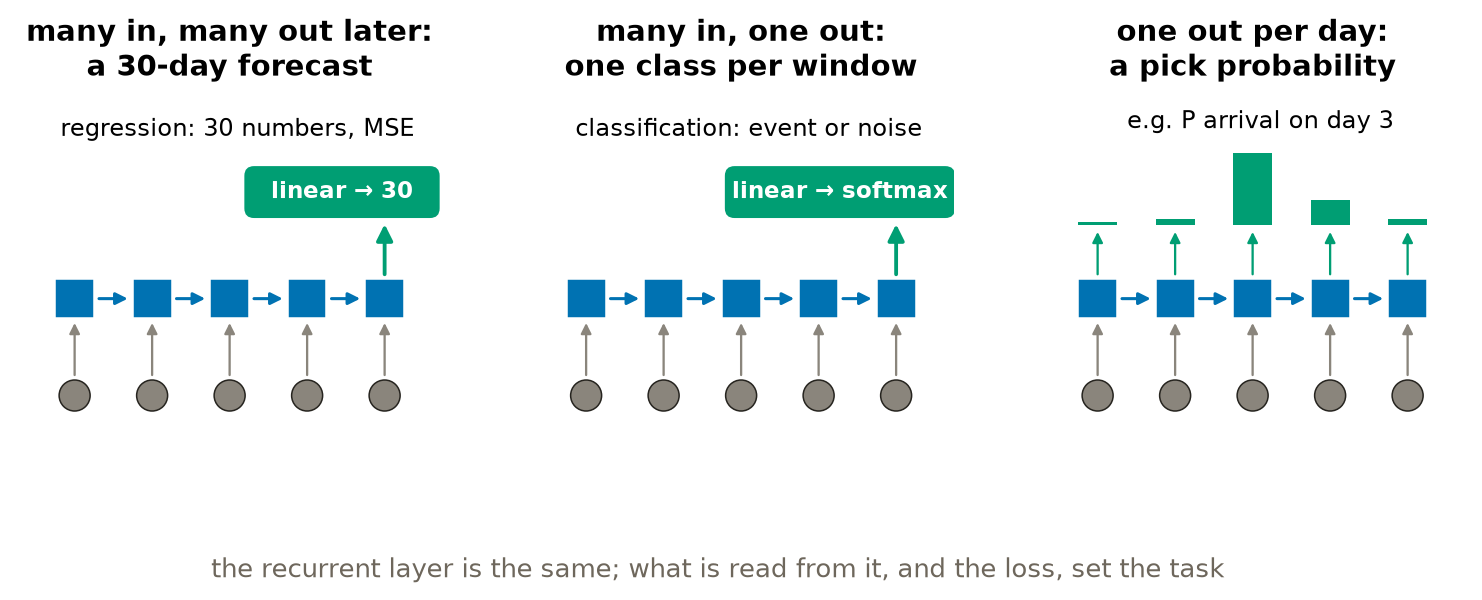 many in, many out later:
a 30-day forecast
regression: 30 numbers, MSE
linear → 30
many in, one out:
one class per window
classification: event or noise
linear → softmax
one out per day:
a pick probability
e.g. P arrival on day 3
the recurrent layer is the same; what is read from it, and the loss, set the task